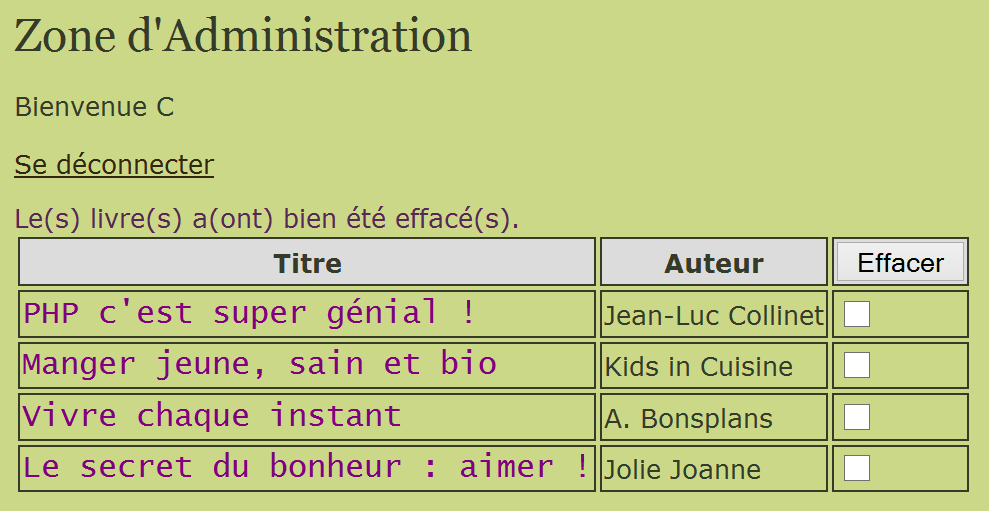 Zone d'Administration
Bienvenue C
Se déconnecter
Le(s) livre(s) a(ont) bien été effacé(s).
Titre Auteur Effacer
PHP c'est super génial ! Jean-Luc Collinet
Manger jeune, sain et bio Kids in Cuisine
Vivre chaque instant A. Bonsplans
Le secret du bonheur : aimer ! Jolie Joanne